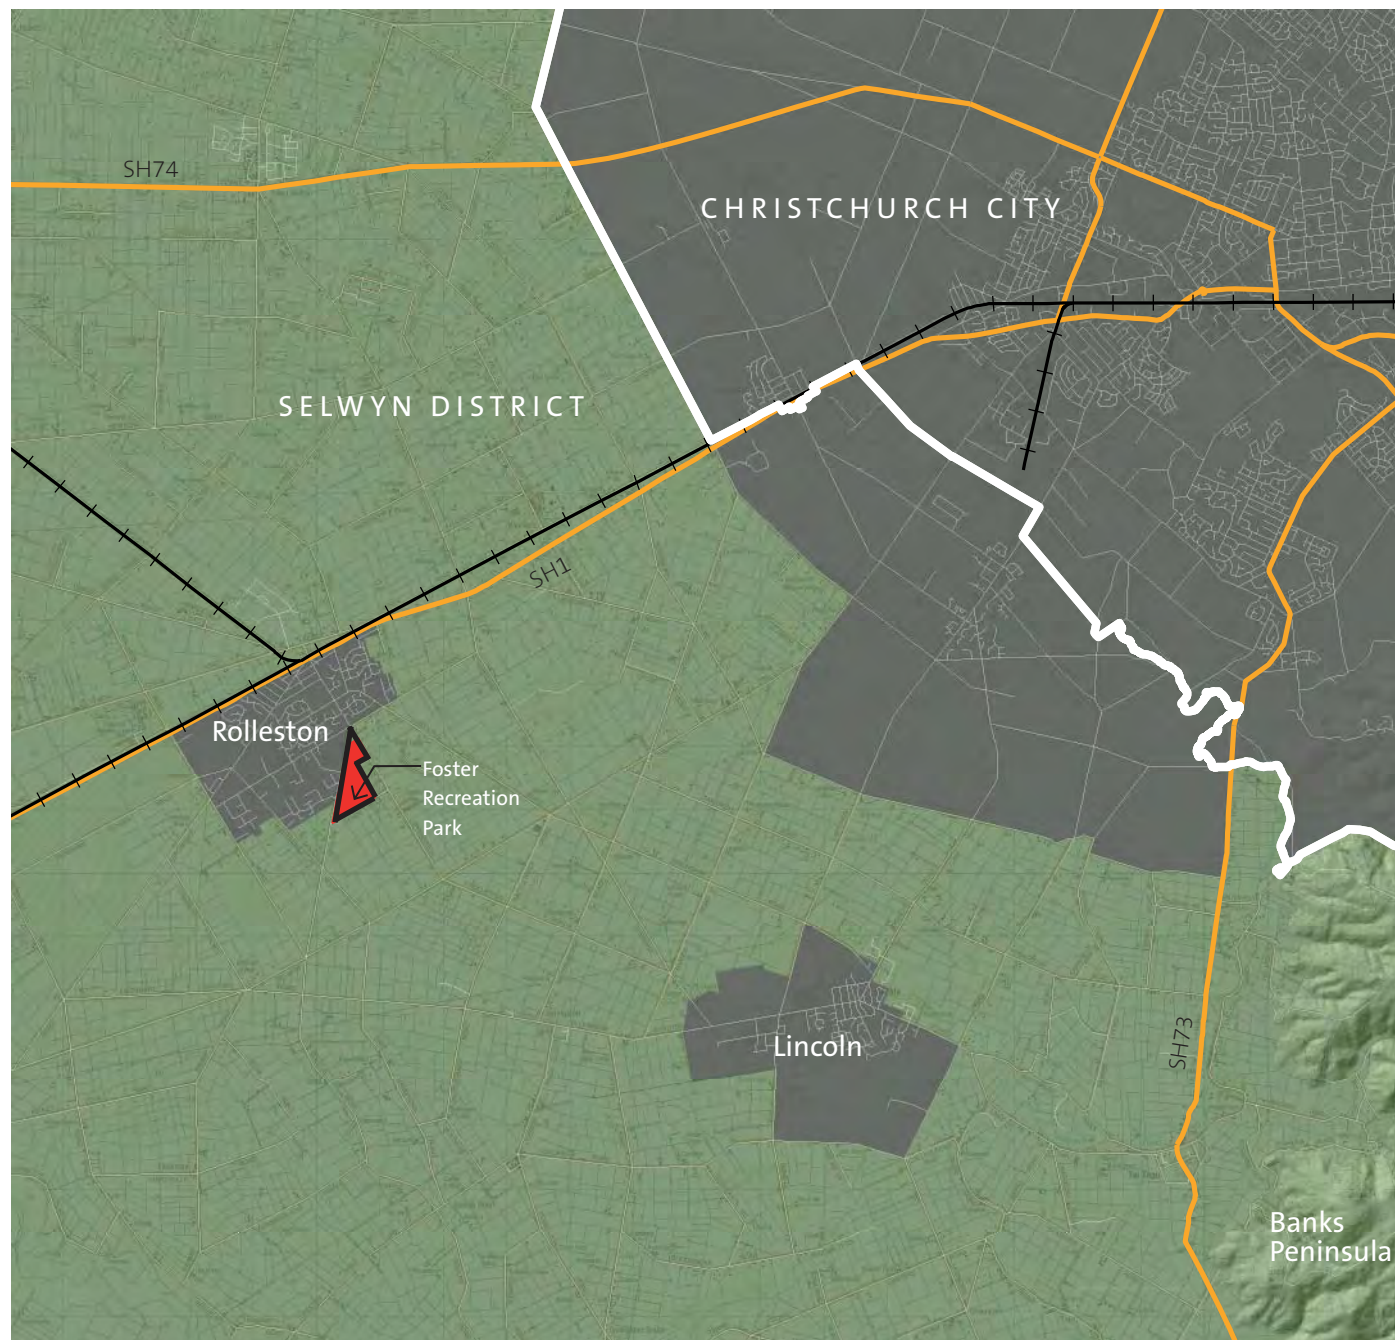 SH74
CHRISTCHURCH CITY
SELWYN DISTRICT
SH1
Rolleston
Foster
Recreation
Park
Lincoln
SH73
Banks
Peninsula